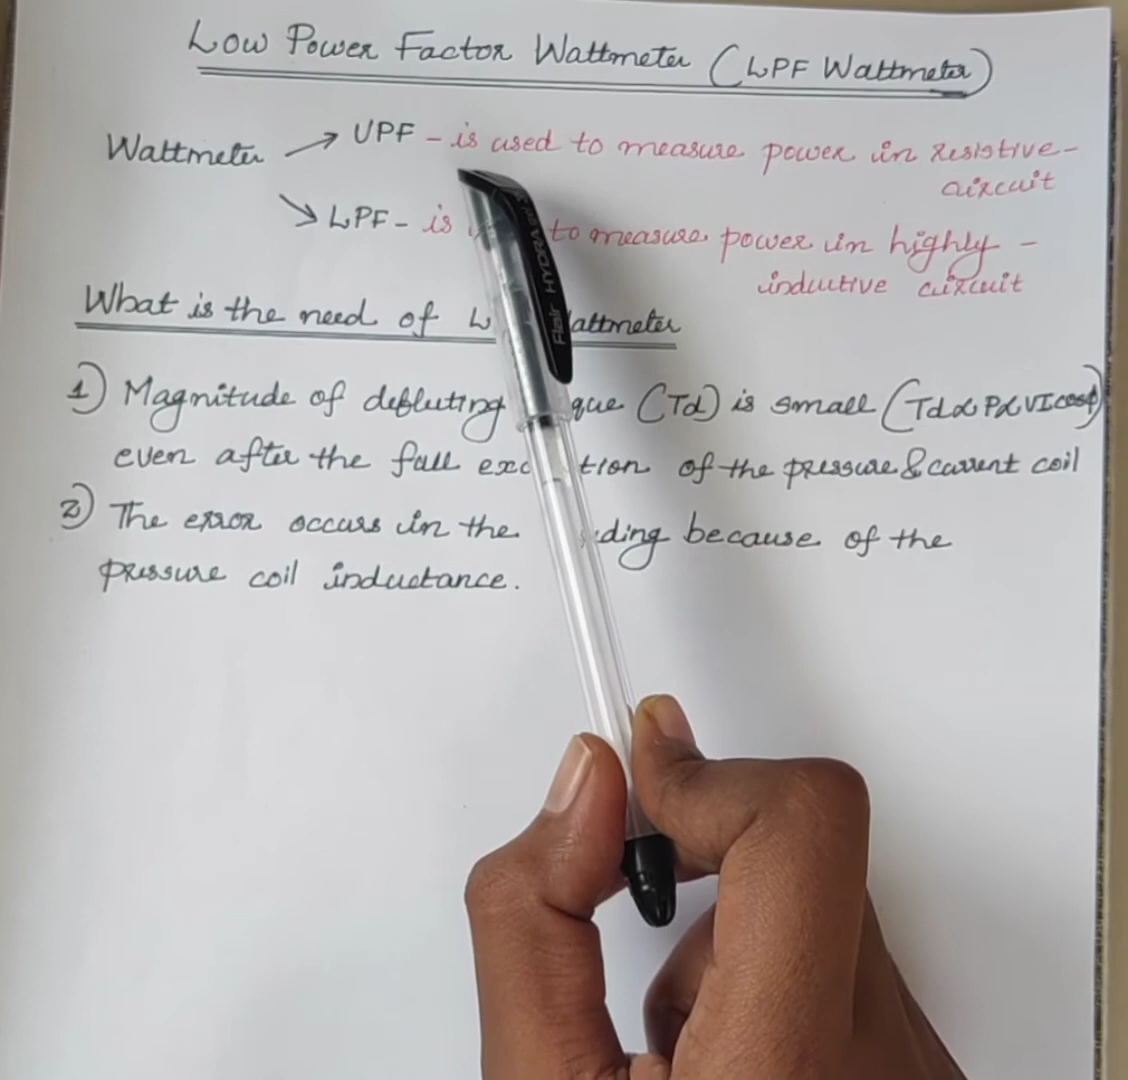 Low Power Factor Wattmeter (LPF Wattmeter)
Wattmeter → UPF - is used to measure power in resistive-
circuit
↘ LPF - is to measure power in highly -
inductive circuit
What is the need of L attmeter
1) Magnitude of deflecting que (Td) is small (Td∝P∝VIcosϕ)
even after the full exc tion of the pressure & current coil
2) The error occurs in the ding because of the
pressure coil inductance.
Flair HYDRA